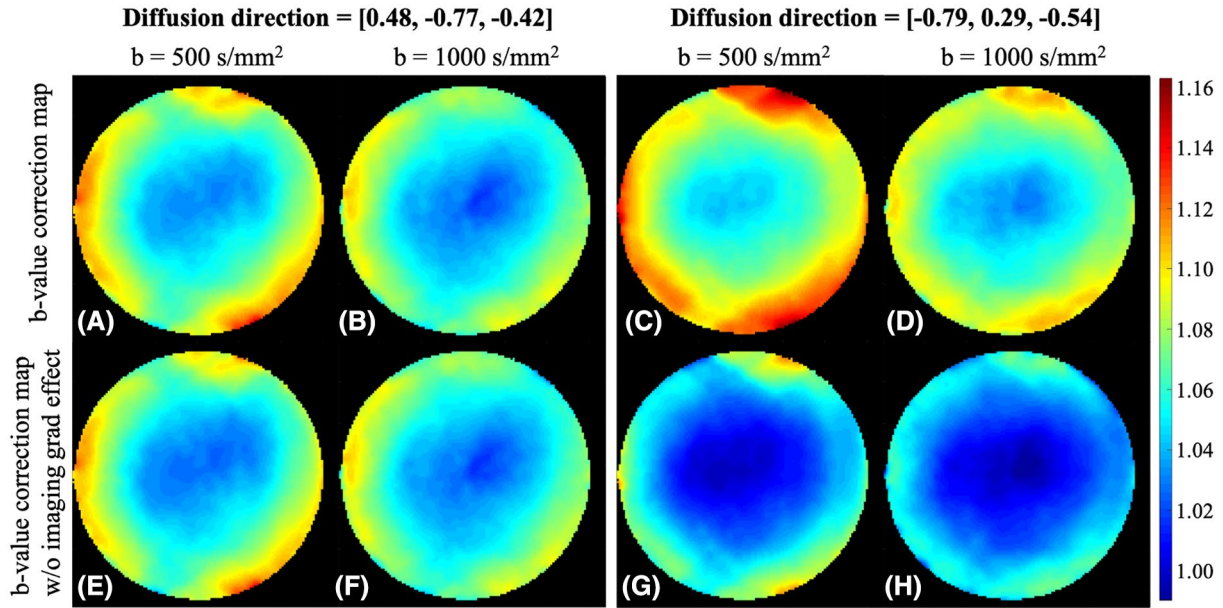 Diffusion direction = [0.48, -0.77, -0.42]
Diffusion direction = [-0.79, 0.29, -0.54]
b = 500 s/mm²
b = 1000 s/mm²
b = 500 s/mm²
b = 1000 s/mm²
b-value correction map
(A)
(B)
(C)
(D)
b-value correction map
w/o imaging grad effect
(E)
(F)
(G)
(H)
1.16
1.14
1.12
1.10
1.08
1.06
1.04
1.02
1.00